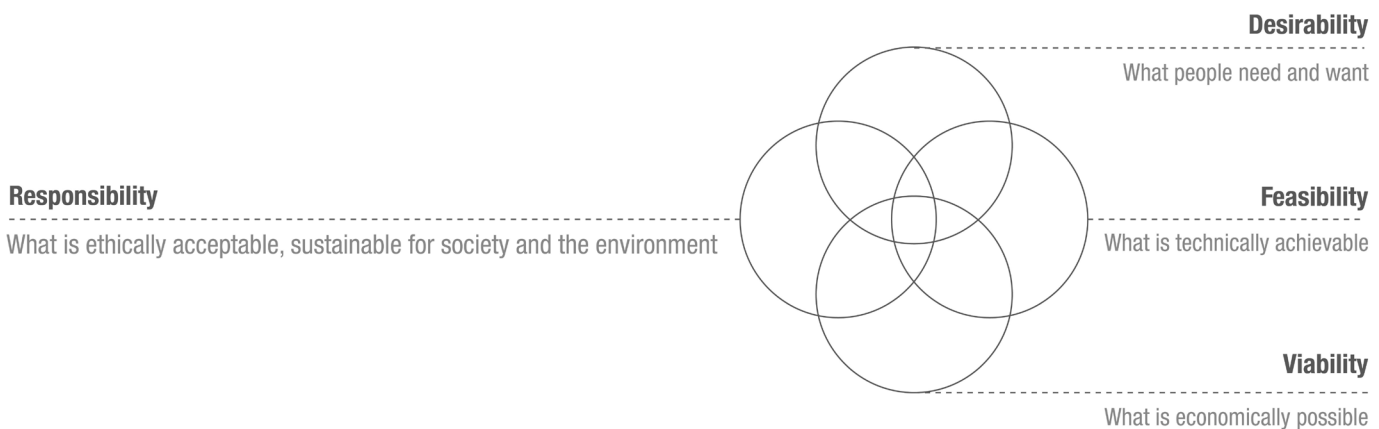 Desirability
What people need and want
Responsibility
What is ethically acceptable, sustainable for society and the environment
Feasibility
What is technically achievable
Viability
What is economically possible